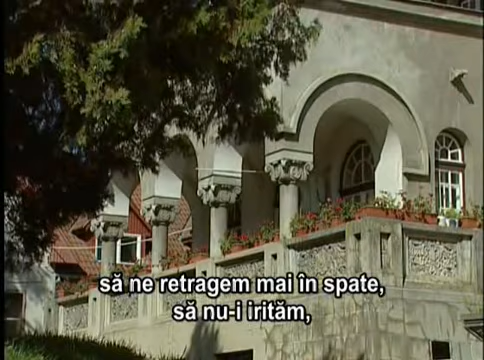 să ne retragem mai în spate,
să nu-i irităm,